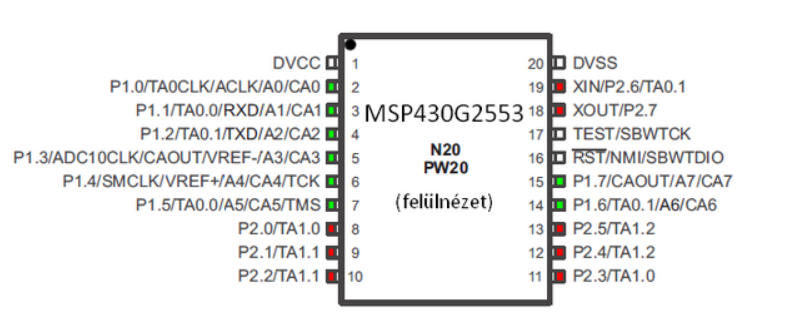 DVCC 1 20 DVSS
P1.0/TA0CLK/ACLK/A0/CA0 2 19 XIN/P2.6/TA0.1
P1.1/TA0.0/RXD/A1/CA1 3 MSP430G2553 18 XOUT/P2.7
P1.2/TA0.1/TXD/A2/CA2 4 17 TEST/SBWTCK
P1.3/ADC10CLK/CAOUT/VREF-/A3/CA3 5 N20 16 RST/NMI/SBWTDIO
PW20
P1.4/SMCLK/VREF+/A4/CA4/TCK 6 15 P1.7/CAOUT/A7/CA7
P1.5/TA0.0/A5/CA5/TMS 7 (felülnézet) 14 P1.6/TA0.1/A6/CA6
P2.0/TA1.0 8 13 P2.5/TA1.2
P2.1/TA1.1 9 12 P2.4/TA1.2
P2.2/TA1.1 10 11 P2.3/TA1.0